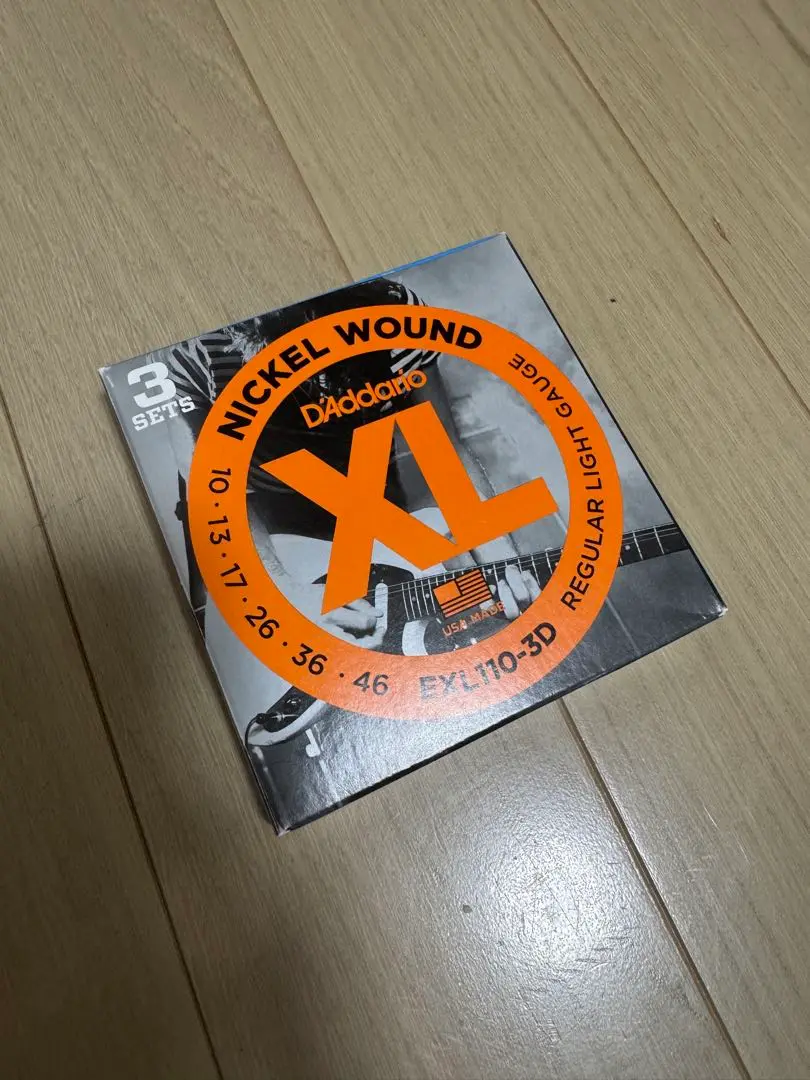 3
SETS
NICKEL WOUND
D'Addario
XL
REGULAR LIGHT GAUGE
10 · 13 · 17 · 26 · 36 · 46
USA MADE
EXL110-3D